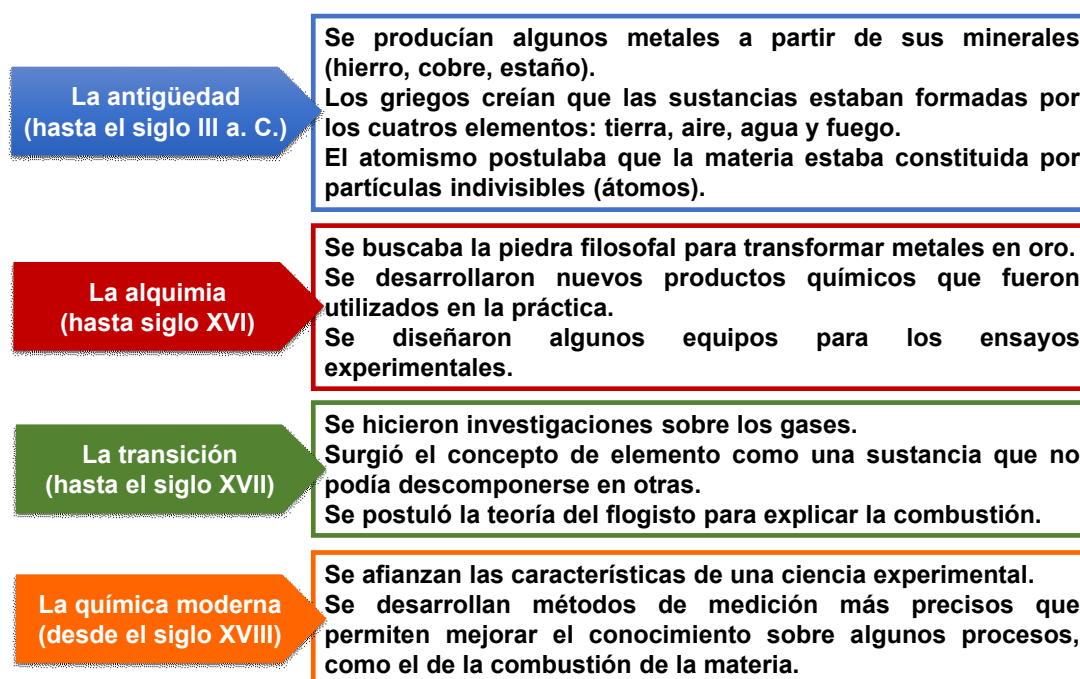 La antigüedad
(hasta el siglo III a. C.)
Se producían algunos metales a partir de sus minerales
(hierro, cobre, estaño).
Los griegos creían que las sustancias estaban formadas por
los cuatros elementos: tierra, aire, agua y fuego.
El atomismo postulaba que la materia estaba constituida por
partículas indivisibles (átomos).
La alquimia
(hasta siglo XVI)
Se buscaba la piedra filosofal para transformar metales en oro.
Se desarrollaron nuevos productos químicos que fueron
utilizados en la práctica.
Se diseñaron algunos equipos para los ensayos
experimentales.
La transición
(hasta el siglo XVII)
Se hicieron investigaciones sobre los gases.
Surgió el concepto de elemento como una sustancia que no
podía descomponerse en otras.
Se postuló la teoría del flogisto para explicar la combustión.
La química moderna
(desde el siglo XVIII)
Se afianzan las características de una ciencia experimental.
Se desarrollan métodos de medición más precisos que
permiten mejorar el conocimiento sobre algunos procesos,
como el de la combustión de la materia.